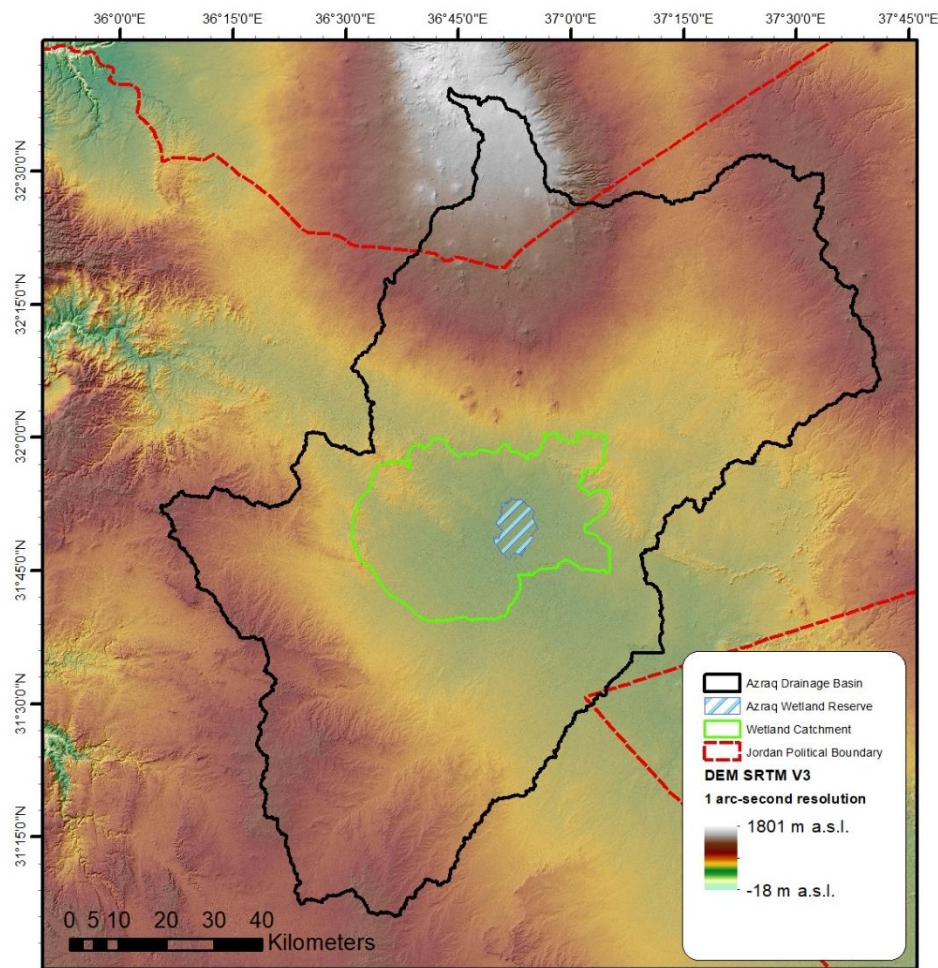 36°0'0"E 36°15'0"E 36°30'0"E 36°45'0"E 37°0'0"E 37°15'0"E 37°30'0"E 37°45'0"E
32°30'0"N
32°15'0"N
32°0'0"N
31°45'0"N
31°30'0"N
31°15'0"N
Azraq Drainage Basin
Azraq Wetland Reserve
Wetland Catchment
Jordan Political Boundary
DEM SRTM V3
1 arc-second resolution
1801 m a.s.l.
-18 m a.s.l.
0 5 10 20 30 40
Kilometers